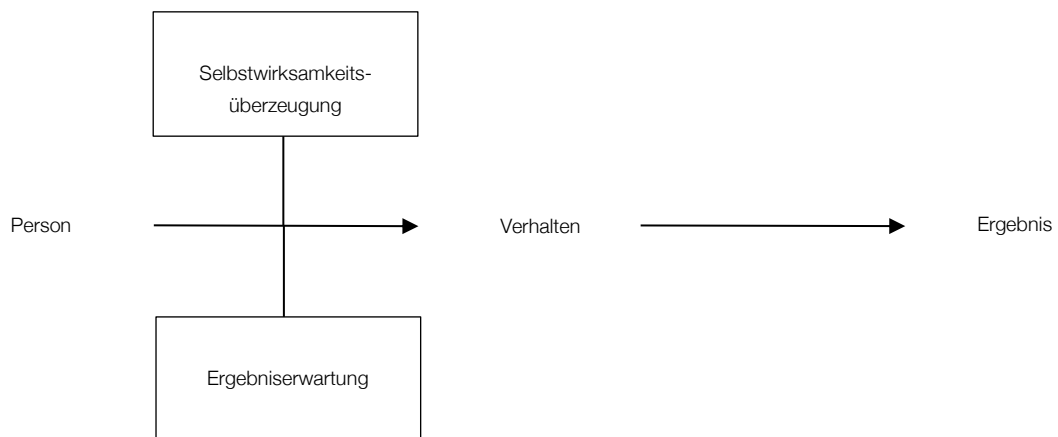 Selbstwirksamkeits-
überzeugung
Person
Verhalten
Ergebnis
Ergebniserwartung